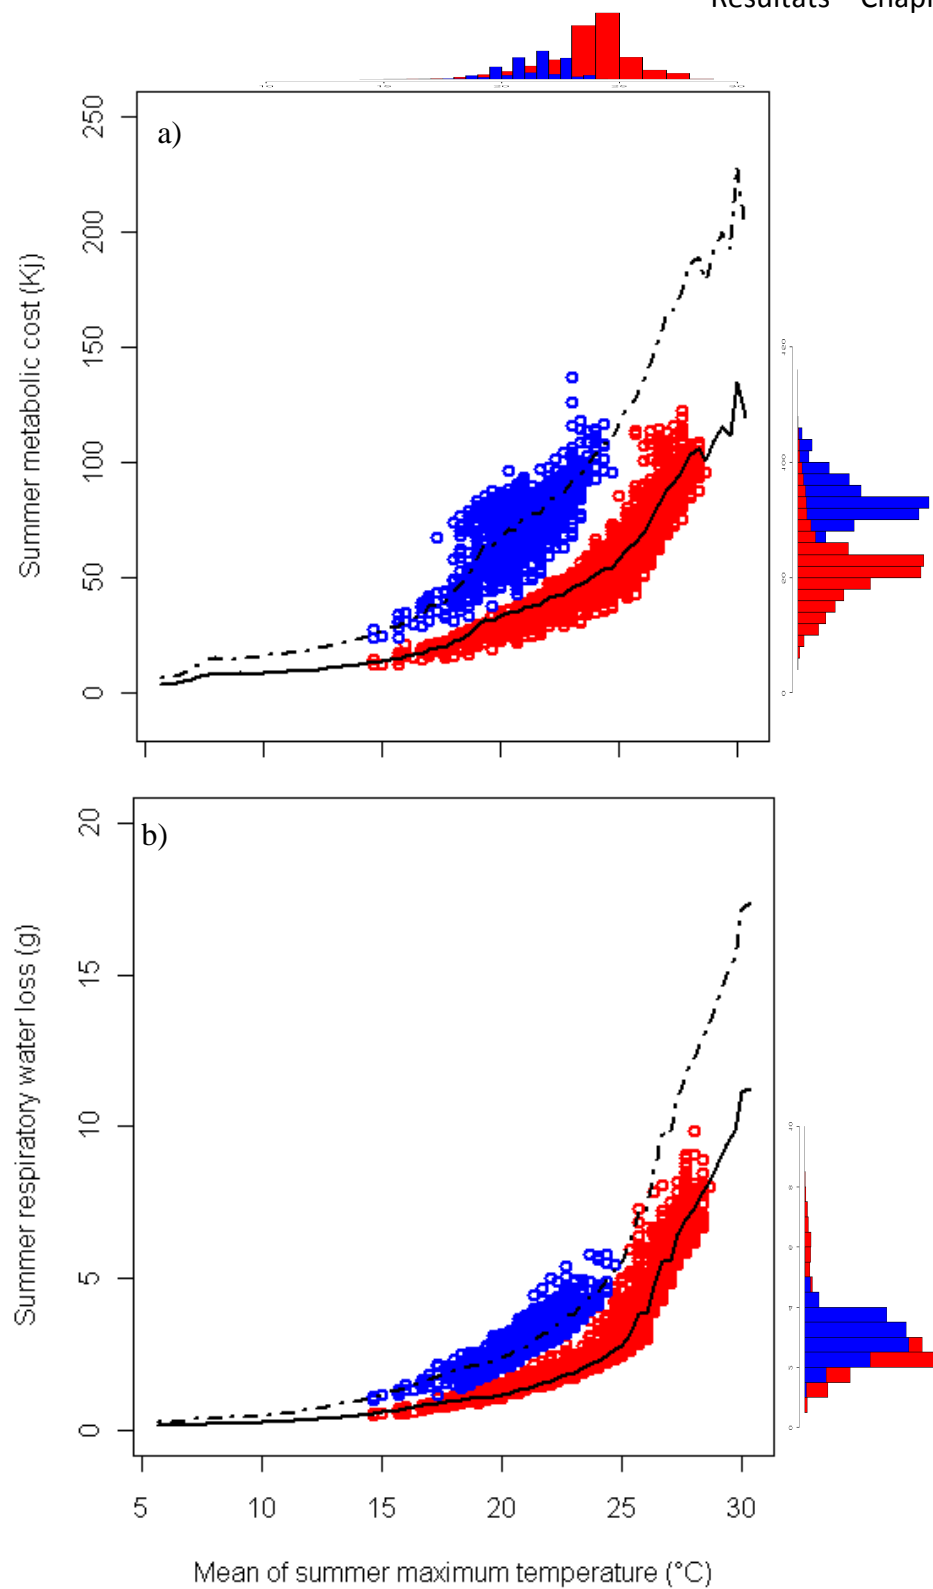 Résultats – Chap
a)
250
200
150
100
50
0
Summer metabolic cost (Kj)
b)
20
15
10
5
0
Summer respiratory water loss (g)
5 10 15 20 25 30
Mean of summer maximum temperature (°C)